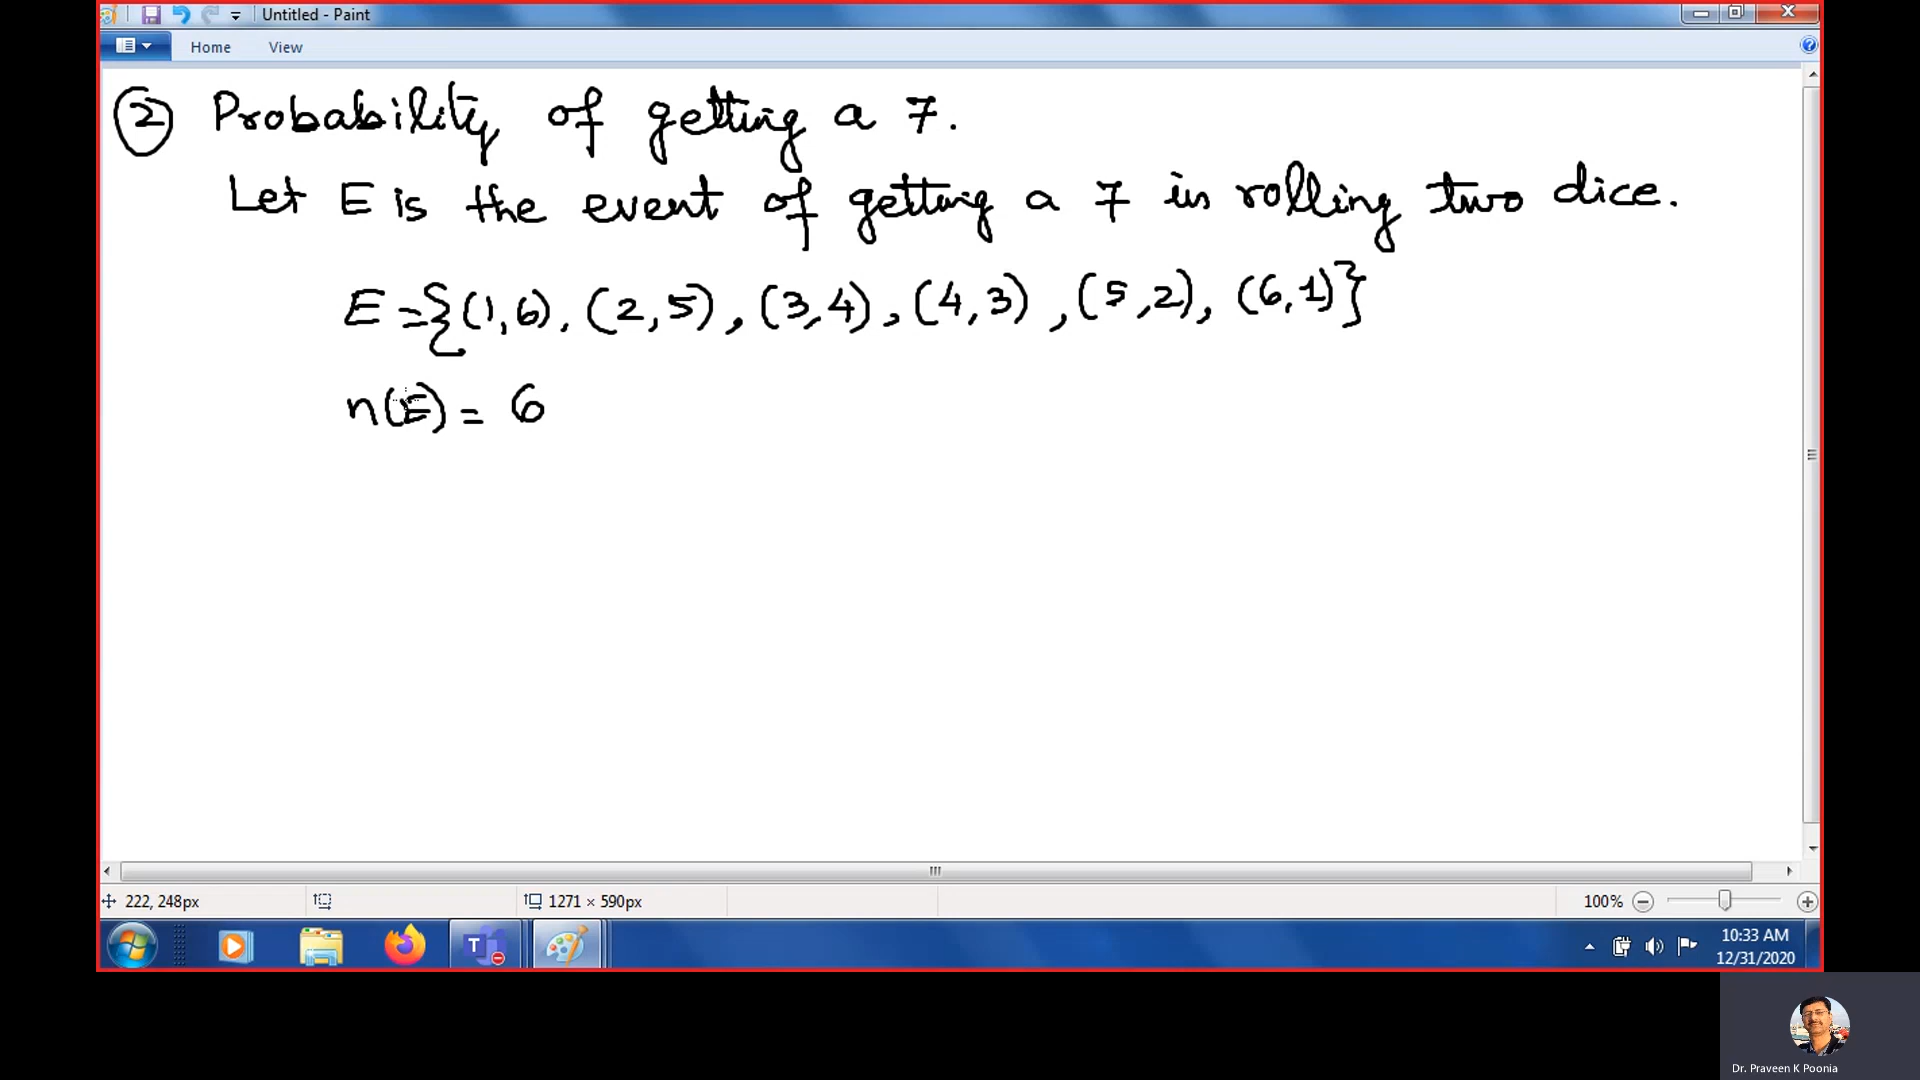 Untitled - Paint
Home View
② Probability of getting a 7.
Let E is the event of getting a 7 in rolling two dice.
E = {(1,6), (2,5), (3,4), (4,3), (5,2), (6,1)}
n(E) = 6
222, 248px
1271 × 590px
100%
T
10:33 AM
12/31/2020
Dr. Praveen K Poonia